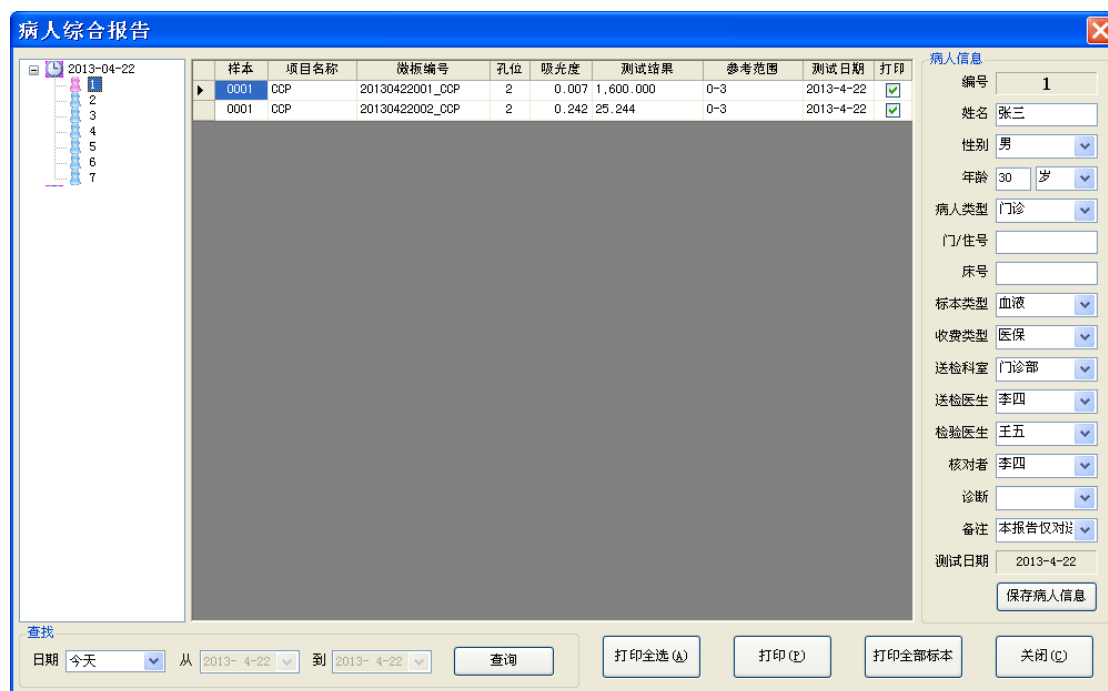 病人综合报告
2013-04-22
1
2
3
4
5
6
7
样本 项目名称 微板编号 孔位 吸光度 测试结果 参考范围 测试日期 打印
0001 CCP 20130422001_CCP 2 0.007 1,600.000 0-3 2013-4-22
0001 CCP 20130422002_CCP 2 0.242 25.244 0-3 2013-4-22
病人信息
编号 1
姓名 张三
性别 男
年龄 30 岁
病人类型 门诊
门/住号
床号
标本类型 血液
收费类型 医保
送检科室 门诊部
送检医生 李四
检验医生 王五
核对者 李四
诊断
备注 本报告仅对送
测试日期 2013-4-22
保存病人信息
查找
日期 今天 从 2013- 4-22 到 2013- 4-22 查询 打印全选(A) 打印(P) 打印全部标本 关闭(C)